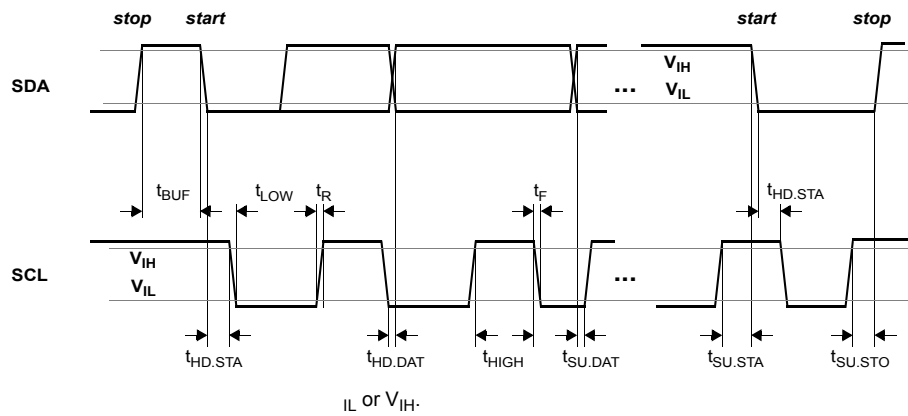 stop start start stop
SDA
VIH
VIL
...
tBUF tLOW tR tF tHD.STA
SCL
VIH
VIL
...
tHD.STA tHD.DAT tHIGH tSU.DAT tSU.STA tSU.STO
IL or VIH.